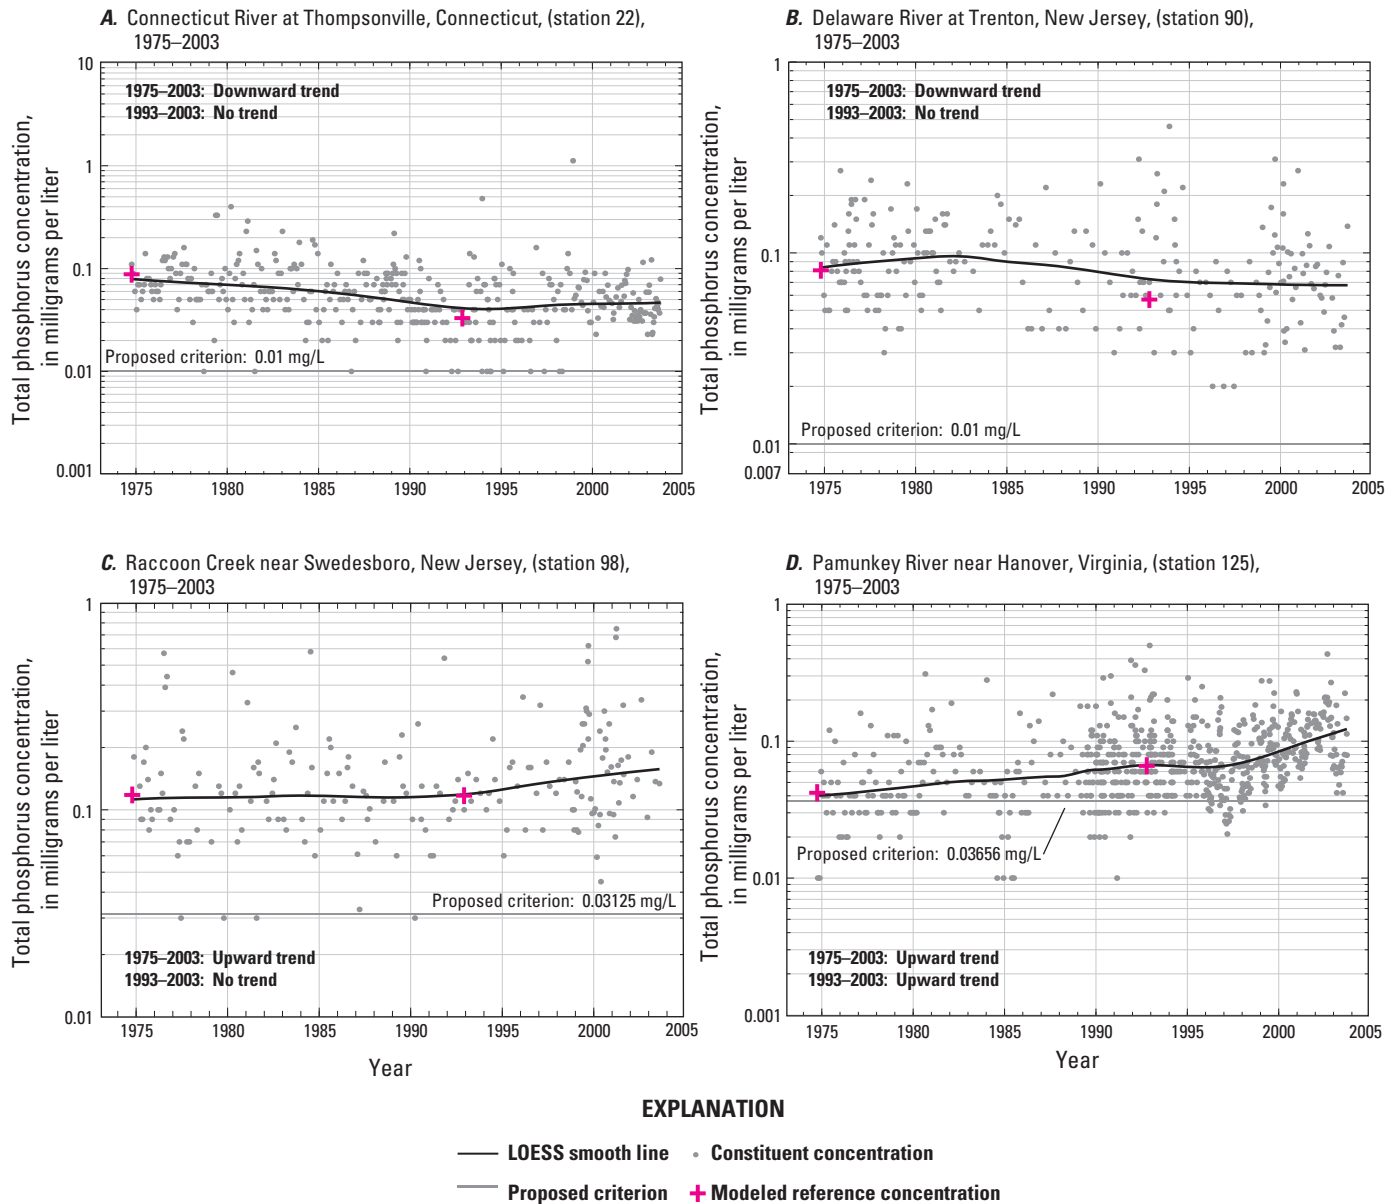 A. Connecticut River at Thompsonville, Connecticut, (station 22),
1975–2003
Total phosphorus concentration,
in milligrams per liter
10
1
0.1
0.01
0.001
1975–2003: Downward trend
1993–2003: No trend
Proposed criterion: 0.01 mg/L
1975 1980 1985 1990 1995 2000 2005
B. Delaware River at Trenton, New Jersey, (station 90),
1975–2003
Total phosphorus concentration,
in milligrams per liter
1
0.1
0.01
0.007
1975–2003: Downward trend
1993–2003: No trend
Proposed criterion: 0.01 mg/L
1975 1980 1985 1990 1995 2000 2005
C. Raccoon Creek near Swedesboro, New Jersey, (station 98),
1975–2003
Total phosphorus concentration,
in milligrams per liter
1
0.1
0.01
Proposed criterion: 0.03125 mg/L
1975–2003: Upward trend
1993–2003: No trend
1975 1980 1985 1990 1995 2000 2005
Year
D. Pamunkey River near Hanover, Virginia, (station 125),
1975–2003
Total phosphorus concentration,
in milligrams per liter
1
0.1
0.01
0.001
Proposed criterion: 0.03656 mg/L
1975–2003: Upward trend
1993–2003: Upward trend
1975 1980 1985 1990 1995 2000 2005
Year
EXPLANATION
LOESS smooth line
Constituent concentration
Proposed criterion
Modeled reference concentration